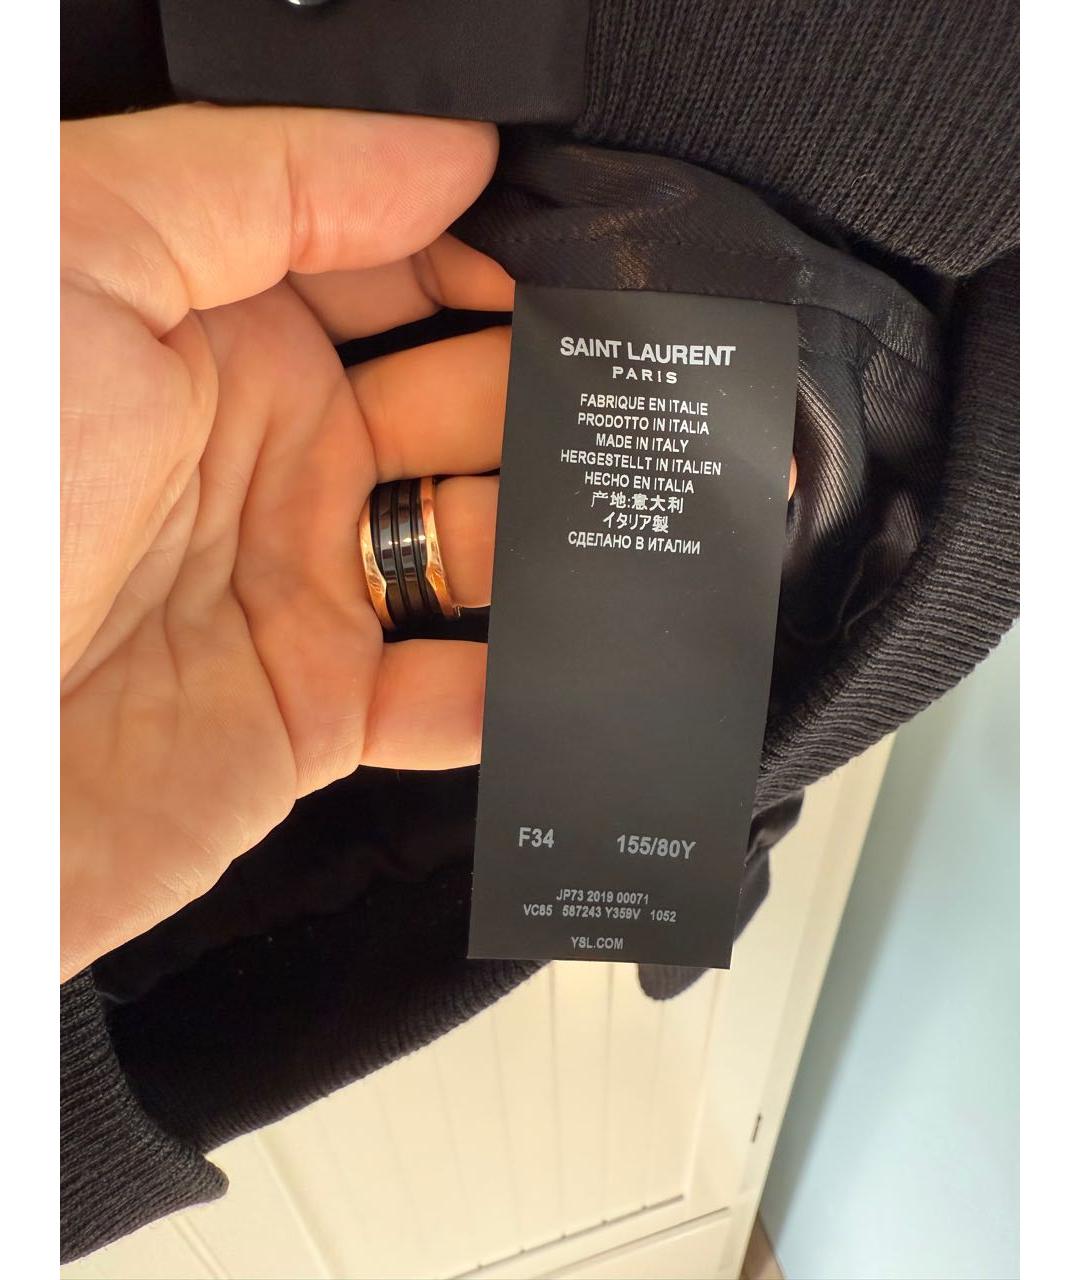 SAINT LAURENT
PARIS
FABRIQUE EN ITALIE
PRODOTTO IN ITALIA
MADE IN ITALY
HERGESTELLT IN ITALIEN
HECHO EN ITALIA
产地:意大利
イタリア製
СДЕЛАНО В ИТАЛИИ
F34 155/80Y
JP73 2019 00071
VC85 587243 Y359V 1052
YSL.COM